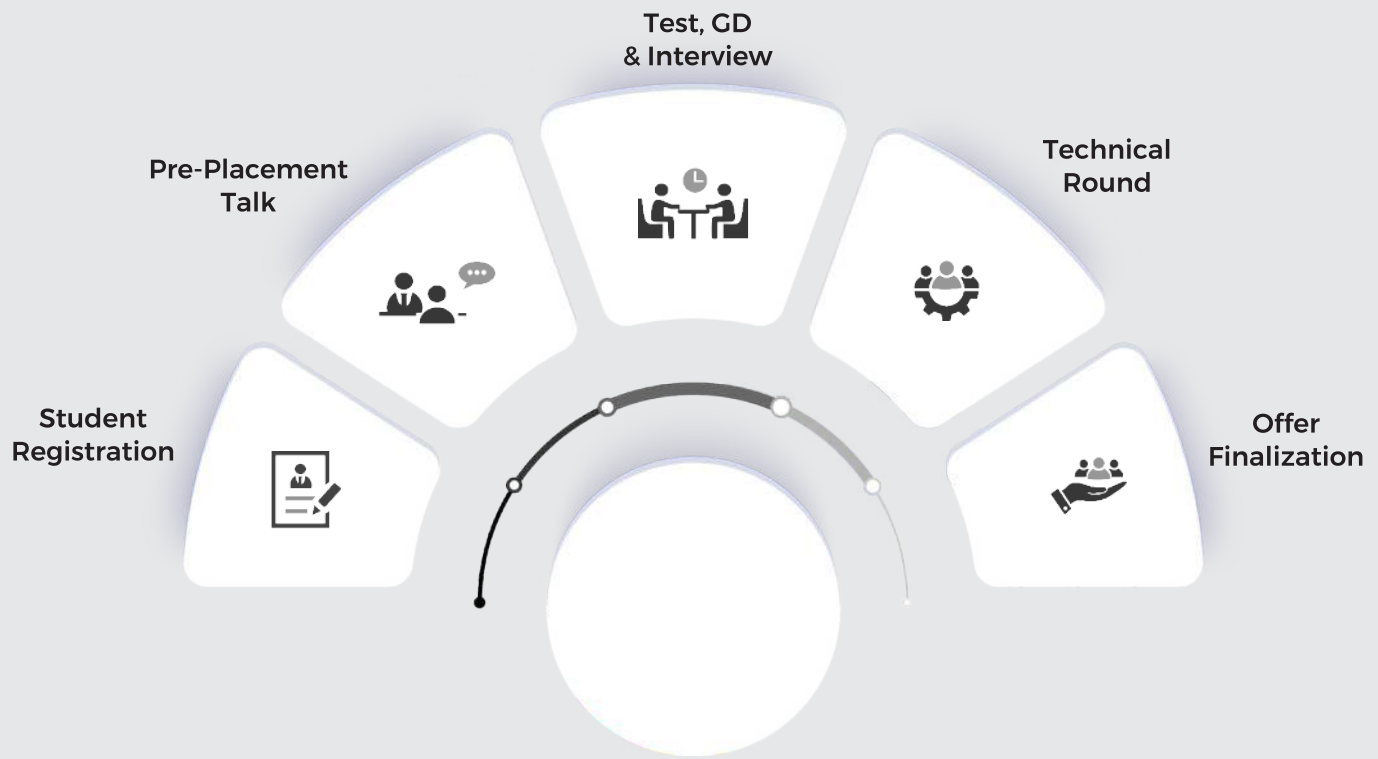 Student
Registration
Pre-Placement
Talk
Test, GD
& Interview
Technical
Round
Offer
Finalization